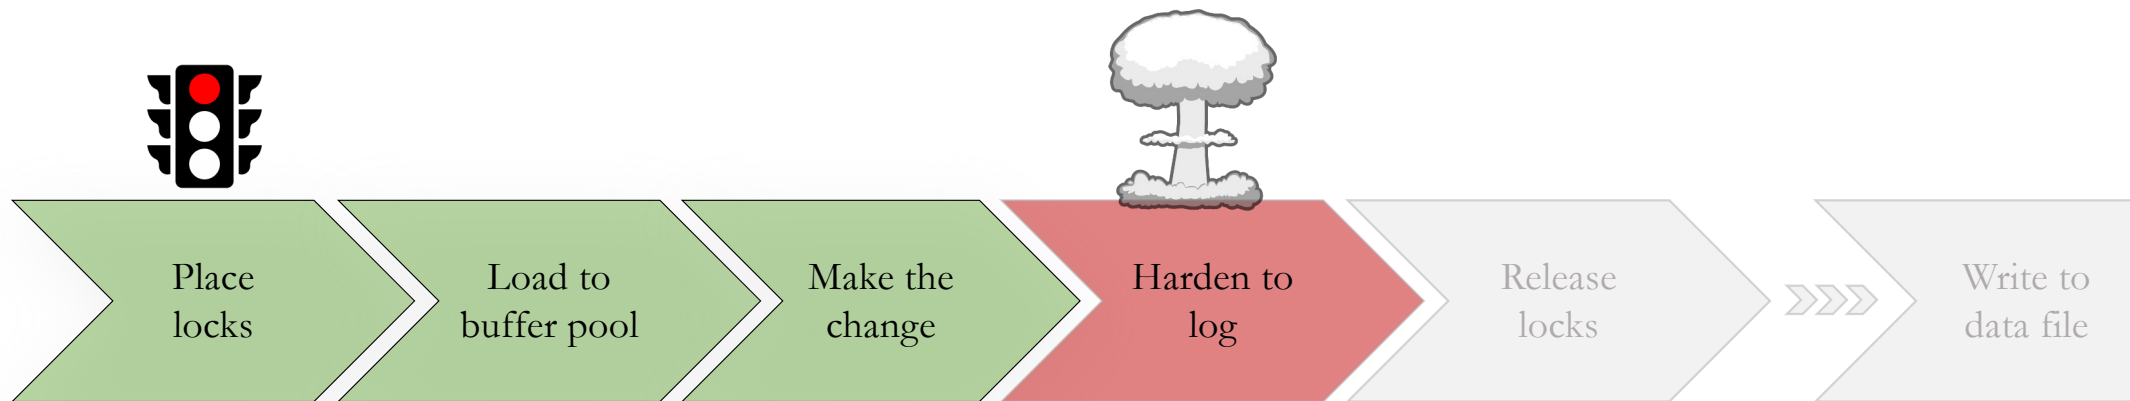 Place
locks
Load to
buffer pool
Make the
change
Harden to
log
Release
locks
Write to
data file